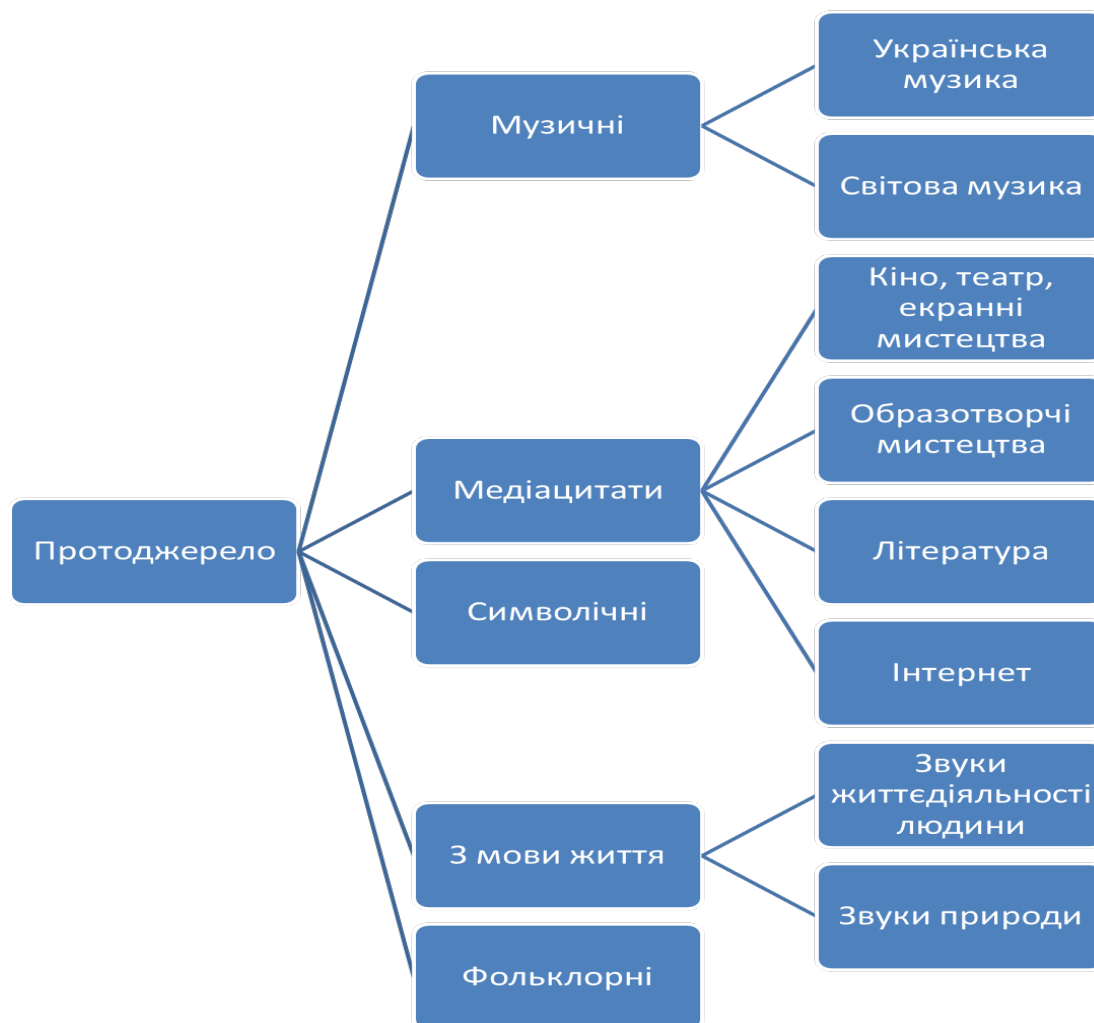 Протоджерело
Музичні
Українська
музика
Світова музика
Медіацитати
Кіно, театр,
екранні
мистецтва
Образотворчі
мистецтва
Література
Інтернет
Символічні
З мови життя
Звуки
життєдіяльності
людини
Звуки природи
Фольклорні